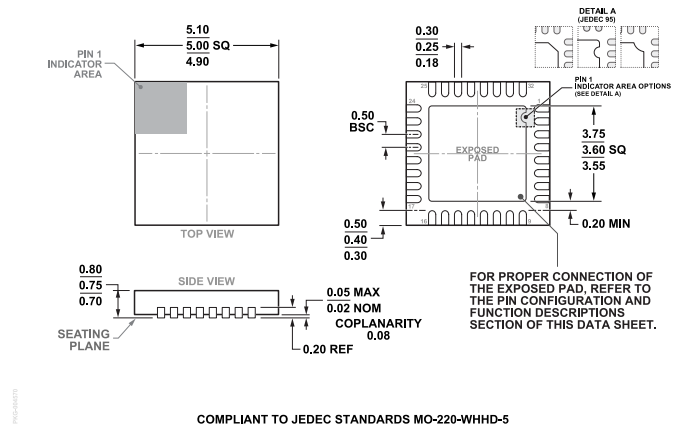 DETAIL A
(JEDEC 95)
5.10
5.00 SQ
4.90
0.30
0.25
0.18
PIN 1
INDICATOR
AREA
PIN 1
INDICATOR AREA OPTIONS
(SEE DETAIL A)
25
32
24
1
0.50
BSC
EXPOSED
PAD
3.75
3.60 SQ
3.55
17
8
16
9
0.20 MIN
TOP VIEW
0.50
0.40
0.30
0.80
0.75
0.70
SIDE VIEW
0.05 MAX
0.02 NOM
COPLANARITY
0.08
SEATING
PLANE
0.20 REF
FOR PROPER CONNECTION OF
THE EXPOSED PAD, REFER TO
THE PIN CONFIGURATION AND
FUNCTION DESCRIPTIONS
SECTION OF THIS DATA SHEET.
COMPLIANT TO JEDEC STANDARDS MO-220-WHHD-5